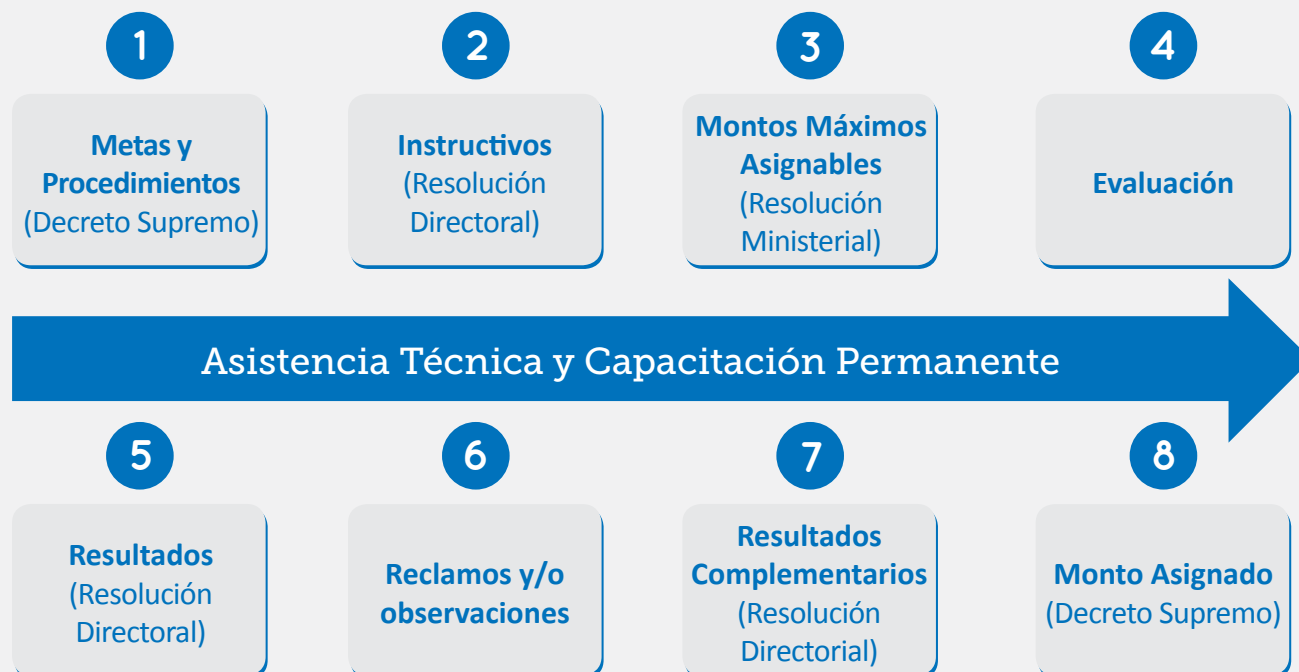 1
Metas y
Procedimientos
(Decreto Supremo)
2
Instructivos
(Resolución
Directoral)
3
Montos Máximos
Asignables
(Resolución
Ministerial)
4
Evaluación
Asistencia Técnica y Capacitación Permanente
5
Resultados
(Resolución
Directoral)
6
Reclamos y/o
observaciones
7
Resultados
Complementarios
(Resolución
Directorial)
8
Monto Asignado
(Decreto Supremo)